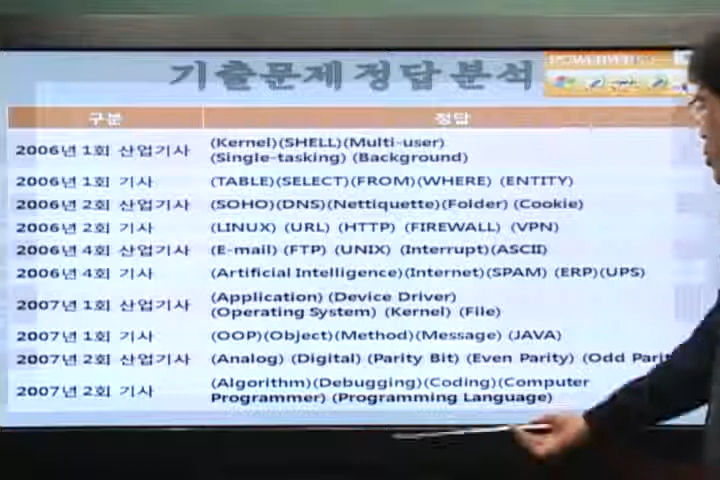 기출문제 정답 분석
구분 정답
2006년 1회 산업기사 (Kernel)(SHELL)(Multi-user)
(Single-tasking) (Background)
2006년 1회 기사 (TABLE)(SELECT)(FROM)(WHERE) (ENTITY)
2006년 2회 산업기사 (SOHO)(DNS)(Nettiquette)(Folder) (Cookie)
2006년 2회 기사 (LINUX) (URL) (HTTP) (FIREWALL) (VPN)
2006년 4회 산업기사 (E-mail) (FTP) (UNIX) (Interrupt)(ASCII)
2006년 4회 기사 (Artificial Intelligence)(Internet)(SPAM) (ERP)(UPS)
2007년 1회 산업기사 (Application) (Device Driver)
(Operating System) (Kernel) (File)
2007년 1회 기사 (OOP)(Object)(Method)(Message) (JAVA)
2007년 2회 산업기사 (Analog) (Digital) (Parity Bit) (Even Parity) (Odd Parit
2007년 2회 기사 (Algorithm)(Debugging)(Coding)(Computer
Programmer) (Programming Language)